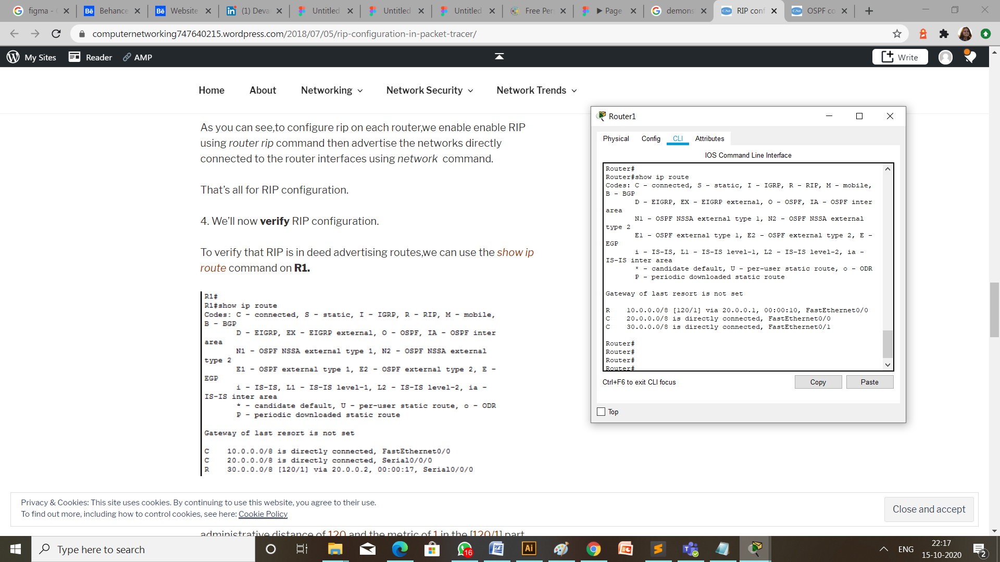 figma - 
Behance
Website
(1) Deva
Untitled
Untitled
Untitled
Free Per
▶ Page
demons
RIP conf
OSPF co
computernetworking747640215.wordpress.com/2018/07/05/rip-configuration-in-packet-tracer/
My Sites
Reader
AMP
Write
Home
About
Networking
Network Security
Network Trends
As you can see,to configure rip on each router,we enable enable RIP
using router rip command then advertise the networks directly
connected to the router interfaces using network command.
That's all for RIP configuration.
4. We'll now verify RIP configuration.
To verify that RIP is in deed advertising routes,we can use the show ip
route command on R1.
R1#
R1#show ip route
Codes: C - connected, S - static, I - IGRP, R - RIP, M - mobile,
B - BGP
D - EIGRP, EX - EIGRP external, O - OSPF, IA - OSPF inter
area
N1 - OSPF NSSA external type 1, N2 - OSPF NSSA external
type 2
E1 - OSPF external type 1, E2 - OSPF external type 2, E -
EGP
i - IS-IS, L1 - IS-IS level-1, L2 - IS-IS level-2, ia -
IS-IS inter area
* - candidate default, U - per-user static route, o - ODR
P - periodic downloaded static route
Gateway of last resort is not set
C 10.0.0.0/8 is directly connected, FastEthernet0/0
C 20.0.0.0/8 is directly connected, Serial0/0/0
R 30.0.0.0/8 [120/1] via 20.0.0.2, 00:00:17, Serial0/0/0
administrative distance of 120 and the metric of 1 in the [120/1] part
Router1
Physical
Config
CLI
Attributes
IOS Command Line Interface
Router#
Router#show ip route
Codes: C - connected, S - static, I - IGRP, R - RIP, M - mobile,
B - BGP
D - EIGRP, EX - EIGRP external, O - OSPF, IA - OSPF inter
area
N1 - OSPF NSSA external type 1, N2 - OSPF NSSA external
type 2
E1 - OSPF external type 1, E2 - OSPF external type 2, E -
EGP
i - IS-IS, L1 - IS-IS level-1, L2 - IS-IS level-2, ia -
IS-IS inter area
* - candidate default, U - per-user static route, o - ODR
P - periodic downloaded static route
Gateway of last resort is not set
R 10.0.0.0/8 [120/1] via 20.0.0.1, 00:00:10, FastEthernet0/0
C 20.0.0.0/8 is directly connected, FastEthernet0/0
C 30.0.0.0/8 is directly connected, FastEthernet0/1
Router#
Router#
Router#
Router#
Ctrl+F6 to exit CLI focus
Copy
Paste
Top
Privacy & Cookies: This site uses cookies. By continuing to use this website, you agree to their use.
To find out more, including how to control cookies, see here: Cookie Policy
Close and accept
Type here to search
16
Ai
ENG
22:17
15-10-2020
2